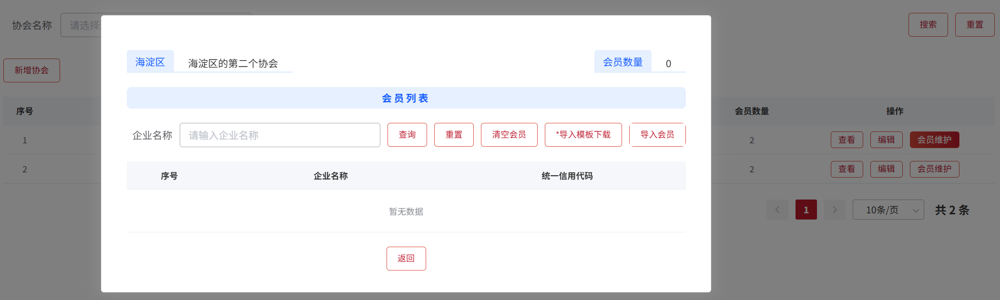 协会名称 请选择 搜索 重置
海淀区 海淀区的第二个协会 会员数量 0
新增协会
会员列表
序号 会员数量 操作
企业名称 请输入企业名称 查询 重置 清空会员 *导入模板下载 导入会员
1 2 查看 编辑 会员维护
2 2 查看 编辑 会员维护
序号 企业名称 统一信用代码
暂无数据
1 10条/页 共 2 条
返回